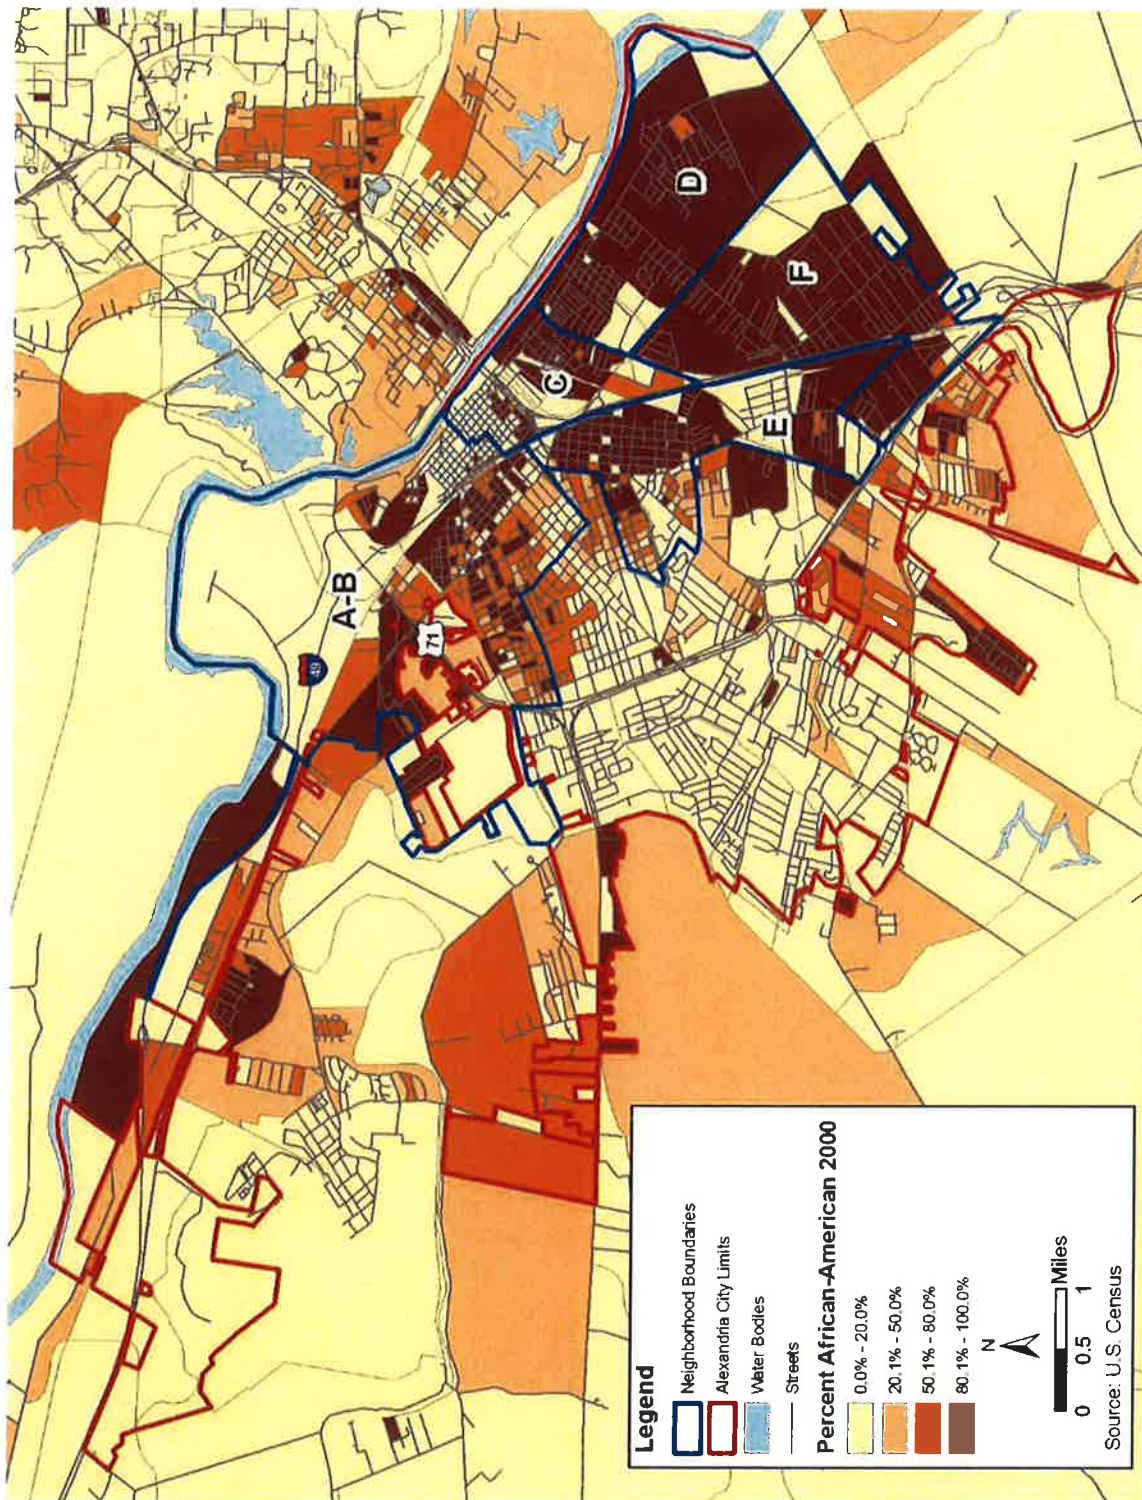 A-B
49
71
C
D
E
F
Legend
Neighborhood Boundaries
Alexandria City Limits
Water Bodies
Streets
Percent African-American 2000
0.0% - 20.0%
20.1% - 50.0%
50.1% - 80.0%
80.1% - 100.0%
N
0 0.5 1 Miles
Source: U.S. Census